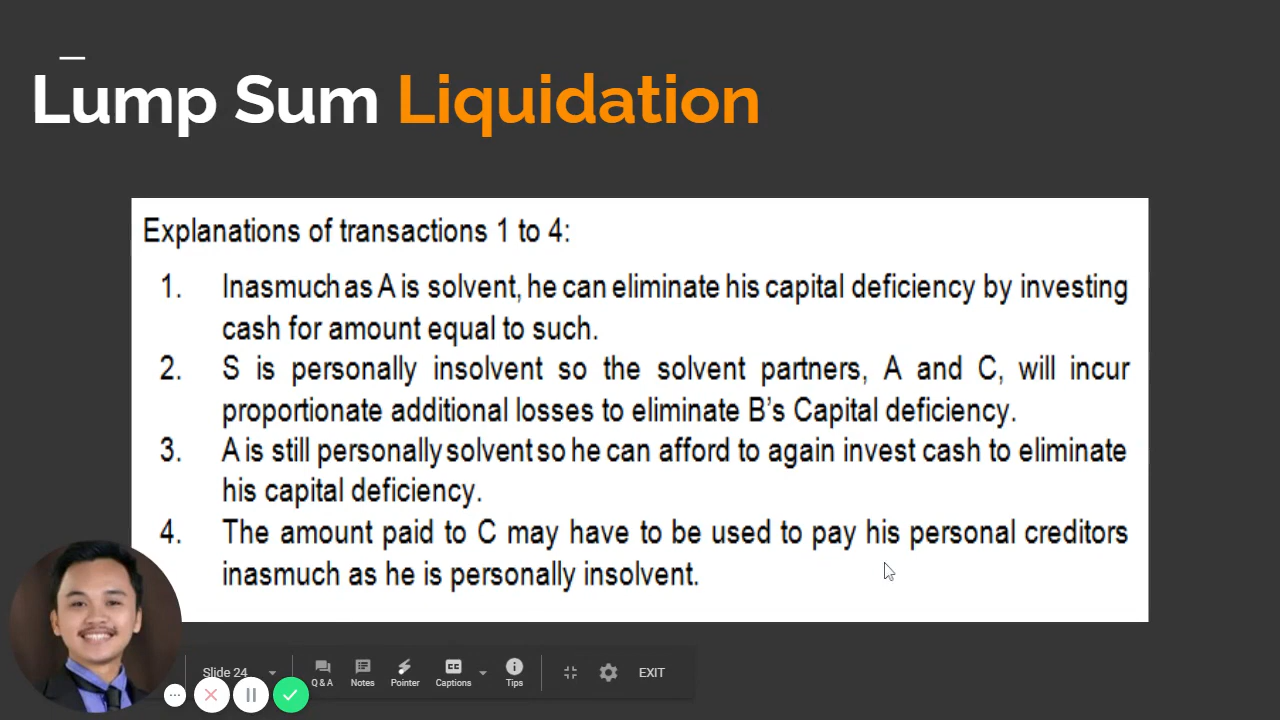 Lump Sum Liquidation
Explanations of transactions 1 to 4:
1. Inasmuch as A is solvent, he can eliminate his capital deficiency by investing
cash for amount equal to such.
2. S is personally insolvent so the solvent partners, A and C, will incur
proportionate additional losses to eliminate B's Capital deficiency.
3. A is still personally solvent so he can afford to again invest cash to eliminate
his capital deficiency.
4. The amount paid to C may have to be used to pay his personal creditors
inasmuch as he is personally insolvent.
Slide 24
Q & A Notes Pointer Captions Tips EXIT